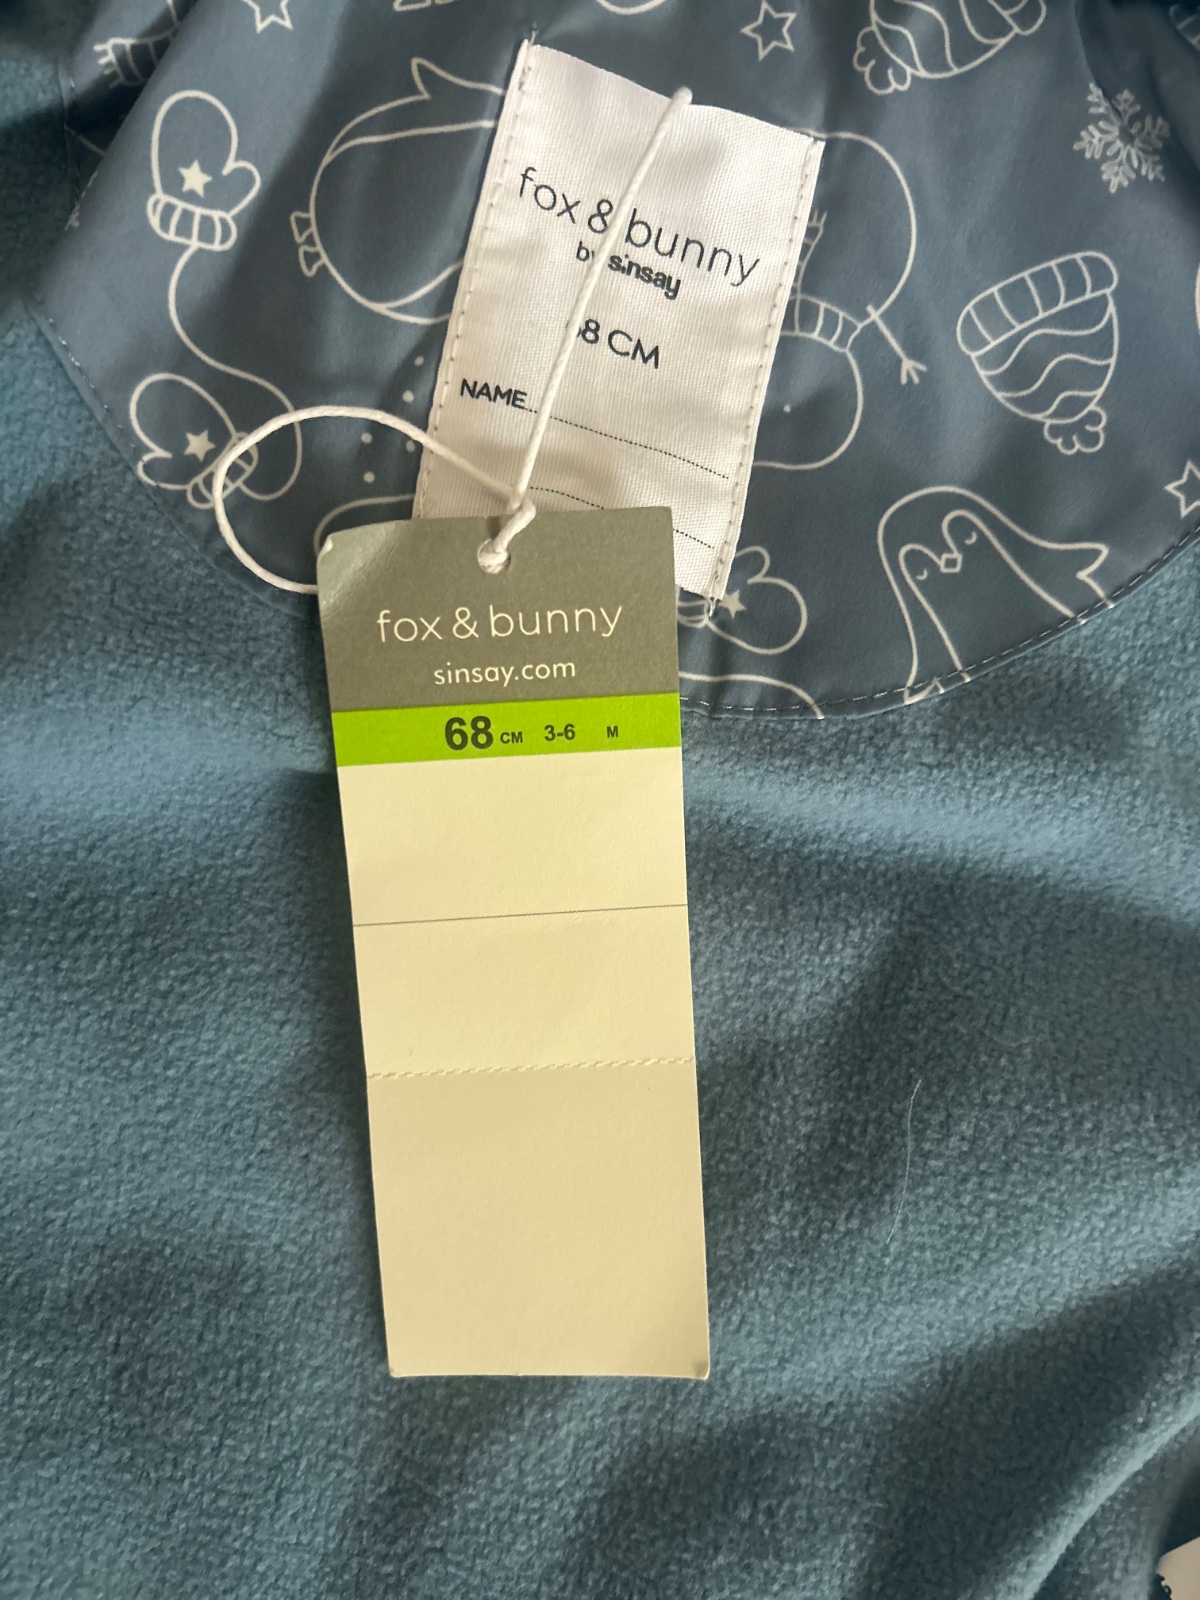 fox & bunny
by sinsay
68 CM
NAME
fox & bunny
sinsay.com
68 CM 3-6 M